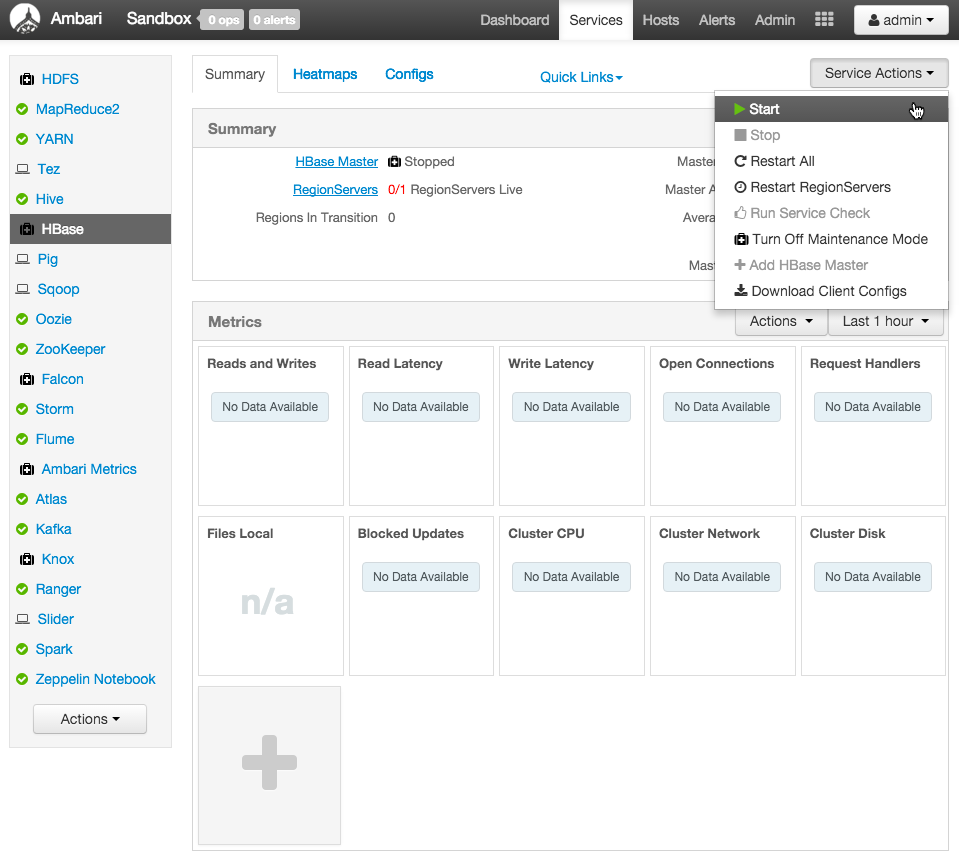 Ambari Sandbox 0 ops 0 alerts Dashboard Services Hosts Alerts Admin admin
HDFS
MapReduce2
YARN
Tez
Hive
HBase
Pig
Sqoop
Oozie
ZooKeeper
Falcon
Storm
Flume
Ambari Metrics
Atlas
Kafka
Knox
Ranger
Slider
Spark
Zeppelin Notebook
Actions
Summary Heatmaps Configs Quick Links Service Actions
Start
Stop
Restart All
Restart RegionServers
Run Service Check
Turn Off Maintenance Mode
Add HBase Master
Download Client Configs
Summary
HBase Master Stopped Master
RegionServers 0/1 RegionServers Live Master A
Regions In Transition 0 Avera
Mast
Metrics Actions Last 1 hour
Reads and Writes Read Latency Write Latency Open Connections Request Handlers
No Data Available No Data Available No Data Available No Data Available No Data Available
Files Local Blocked Updates Cluster CPU Cluster Network Cluster Disk
n/a No Data Available No Data Available No Data Available No Data Available